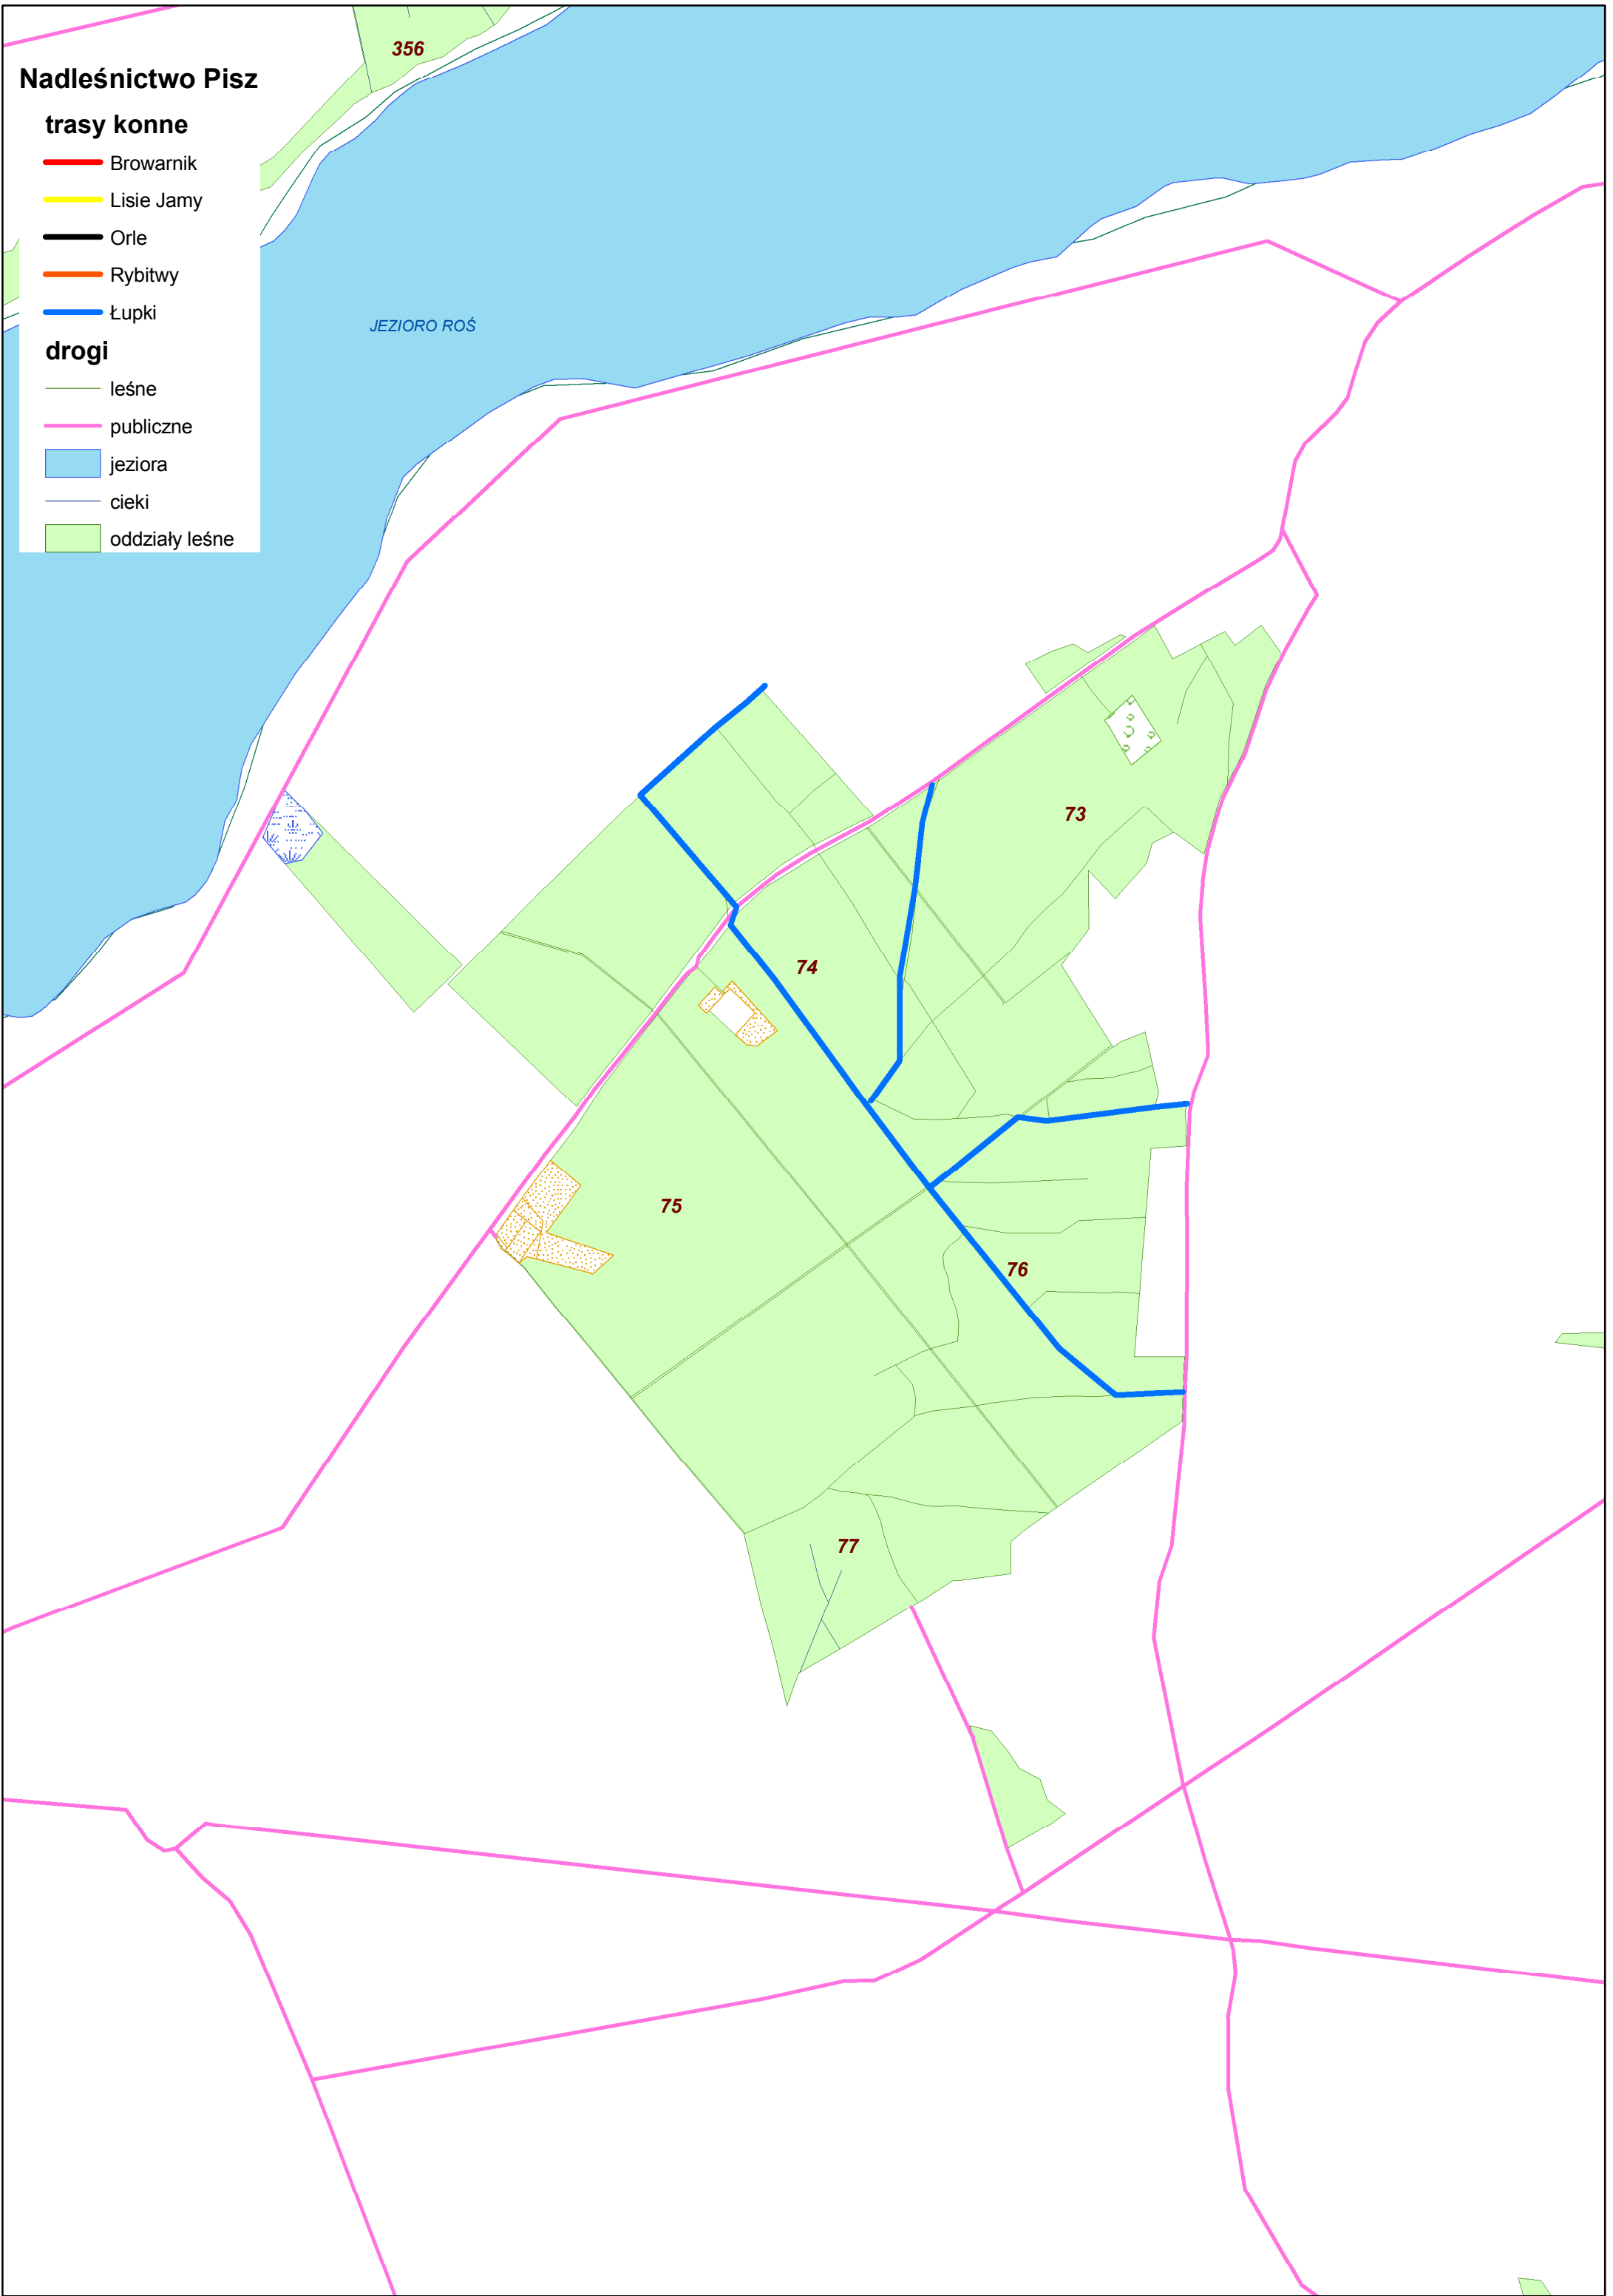 356
Nadleśnictwo Pisz
trasy konne
Browarnik
Lisie Jamy
Orle
Rybitwy
Łupki
drogi
leśne
publiczne
jeziora
cieki
oddziały leśne
JEZIORO ROŚ
73
74
75
76
77